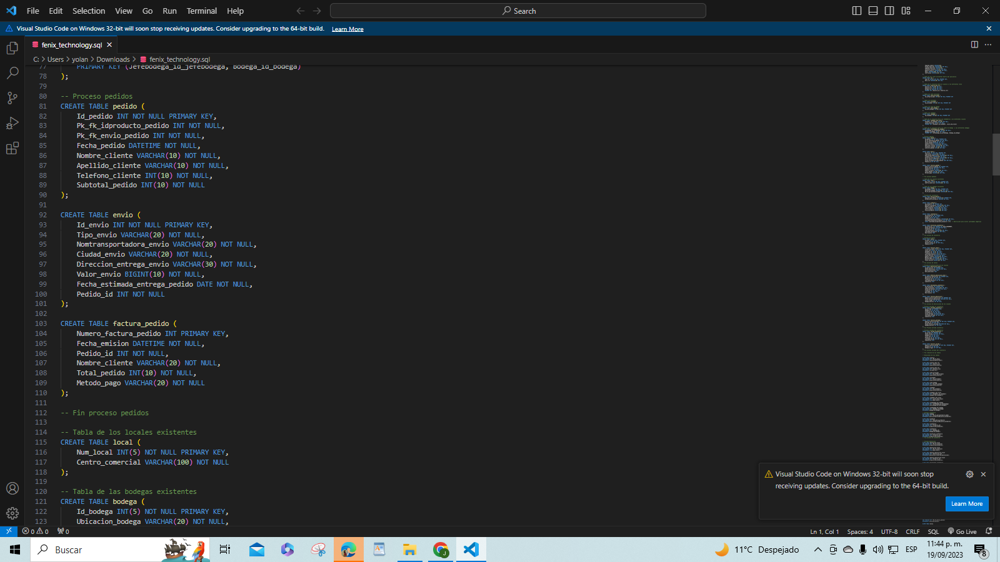 File Edit Selection View Go Run Terminal Help
Search
Visual Studio Code on Windows 32-bit will soon stop receiving updates. Consider upgrading to the 64-bit build. Learn More
fenix_technology.sql
C: > Users > yolan > Downloads > fenix_technology.sql
77 PRIMARY KEY (Jefebodega_id_jefebodega, Bodega_id_bodega)
78 );
79
80 -- Proceso pedidos
81 CREATE TABLE pedido (
82 Id_pedido INT NOT NULL PRIMARY KEY,
83 Pk_fk_idproducto_pedido INT NOT NULL,
84 Pk_fk_envio_pedido INT NOT NULL,
85 Fecha_pedido DATETIME NOT NULL,
86 Nombre_cliente VARCHAR(10) NOT NULL,
87 Apellido_cliente VARCHAR(10) NOT NULL,
88 Telefono_cliente INT(10) NOT NULL,
89 Subtotal_pedido INT(10) NOT NULL
90 );
91
92 CREATE TABLE envio (
93 Id_envio INT NOT NULL PRIMARY KEY,
94 Tipo_envio VARCHAR(20) NOT NULL,
95 Nomtransportadora_envio VARCHAR(20) NOT NULL,
96 Ciudad_envio VARCHAR(20) NOT NULL,
97 Direccion_entrega_envio VARCHAR(30) NOT NULL,
98 Valor_envio BIGINT(10) NOT NULL,
99 Fecha_estimada_entrega_pedido DATE NOT NULL,
100 Pedido_id INT NOT NULL
101 );
102
103 CREATE TABLE factura_pedido (
104 Numero_factura_pedido INT PRIMARY KEY,
105 Fecha_emision DATETIME NOT NULL,
106 Pedido_id INT NOT NULL,
107 Nombre_cliente VARCHAR(20) NOT NULL,
108 Total_pedido INT(10) NOT NULL,
109 Metodo_pago VARCHAR(20) NOT NULL
110 );
111
112 -- Fin proceso pedidos
113
114 -- Tabla de los locales existentes
115 CREATE TABLE local (
116 Num_local INT(5) NOT NULL PRIMARY KEY,
117 Centro_comercial VARCHAR(100) NOT NULL
118 );
119
120 -- Tabla de las bodegas existentes
121 CREATE TABLE bodega (
122 Id_bodega INT(5) NOT NULL PRIMARY KEY,
123 Ubicacion_bodega VARCHAR(20) NOT NULL,
Visual Studio Code on Windows 32-bit will soon stop
receiving updates. Consider upgrading to the 64-bit build.
Learn More
0 0 0
Ln 1, Col 1 Spaces: 4 UTF-8 CRLF SQL Go Live
Buscar
11°C Despejado
ESP
11:44 p. m.
19/09/2023
8